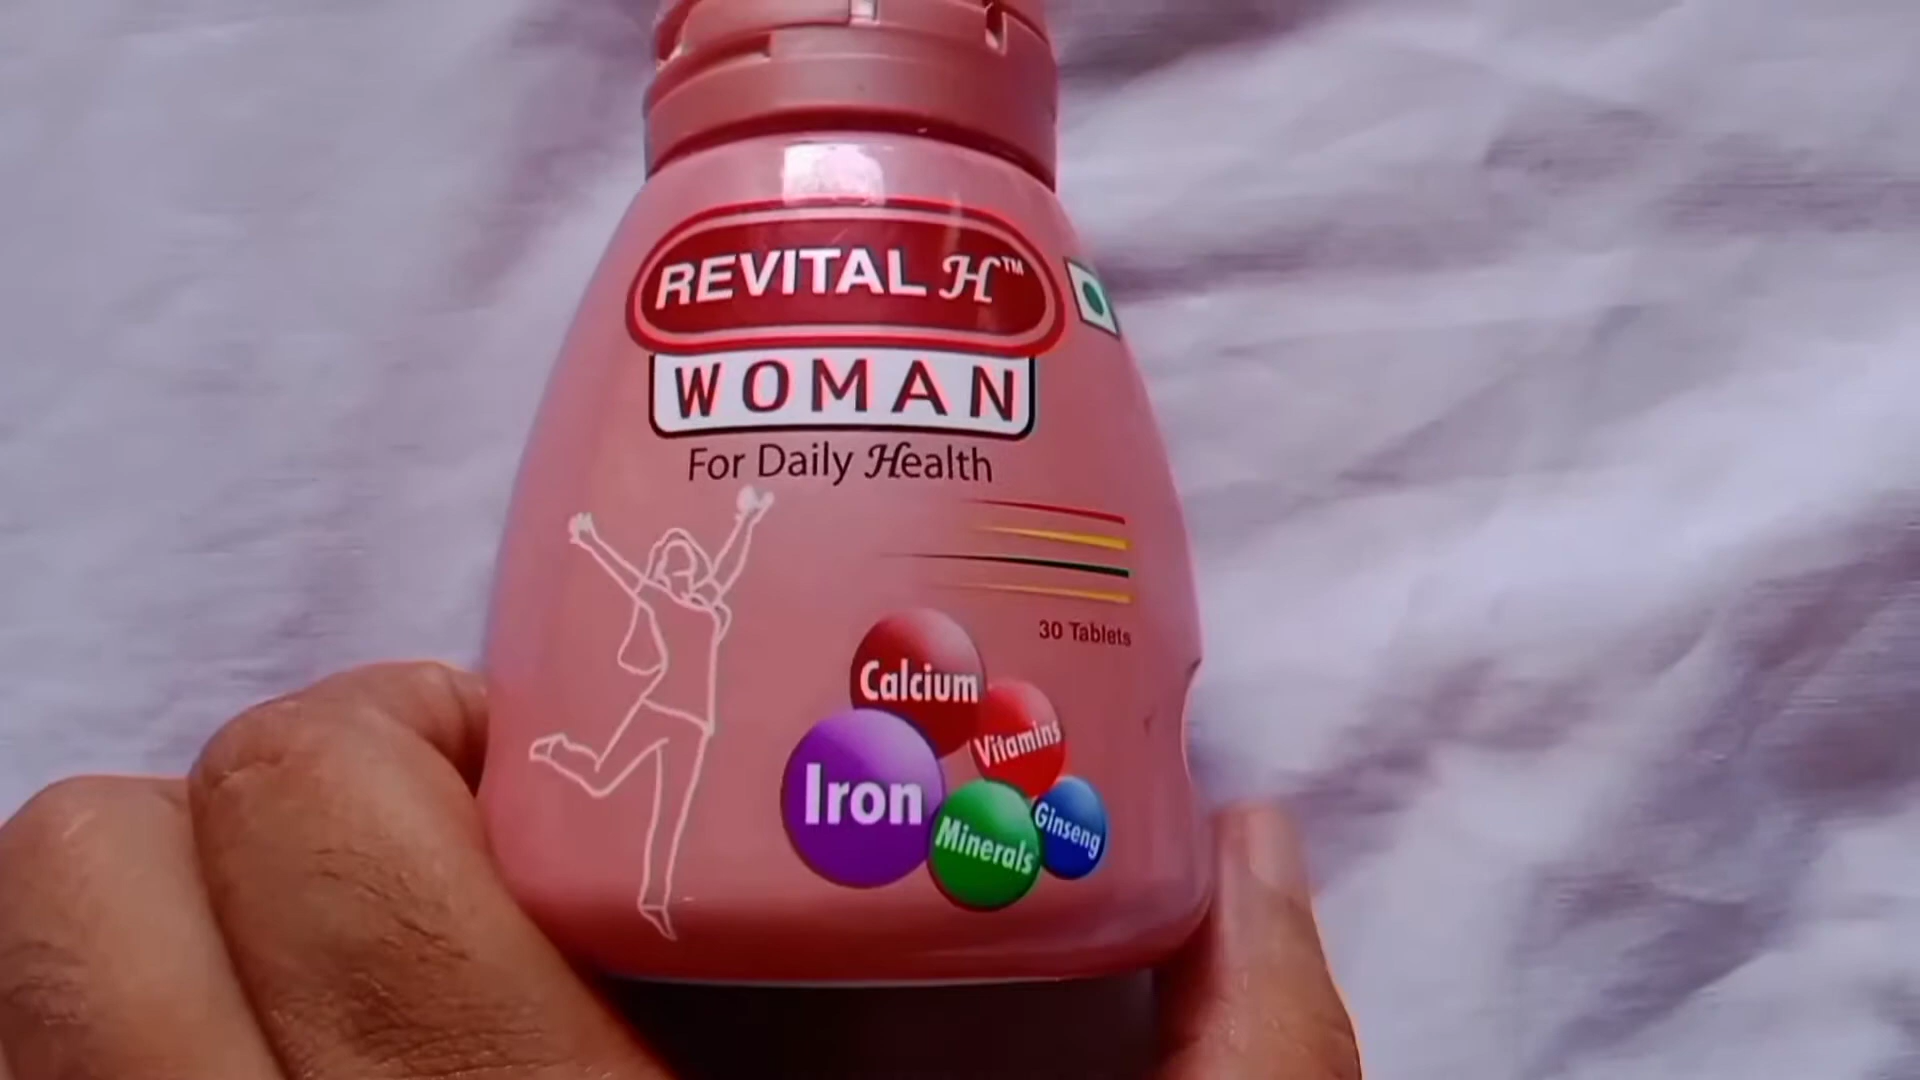 REVITAL H™
WOMAN
For Daily Health
30 Tablets
Calcium
Vitamins
Iron
Minerals
Ginseng